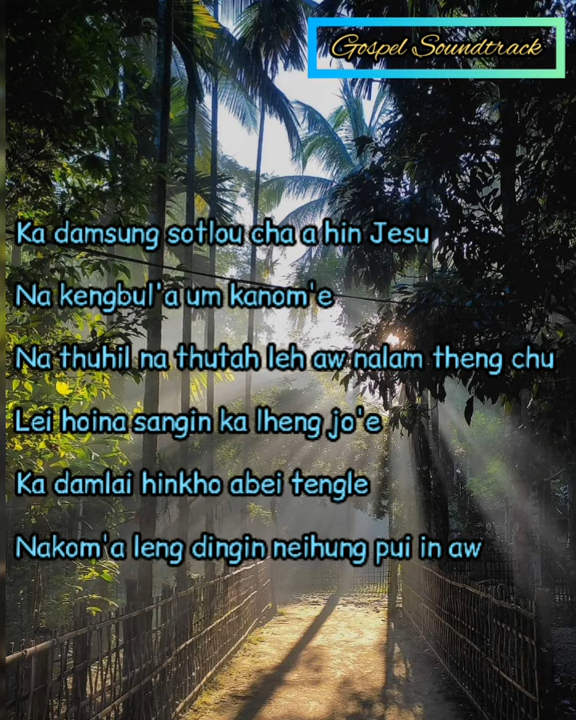 Gospel Soundtrack
Ka damsung sotlou cha a hin Jesu
Na kengbul'a um kanom'e
Na thuhil na thutah leh aw nalam theng chu
Lei hoina sangin ka lheng jo'e
Ka damlai hinkho abei tengle
Nakom'a leng dingin neihung pui in aw